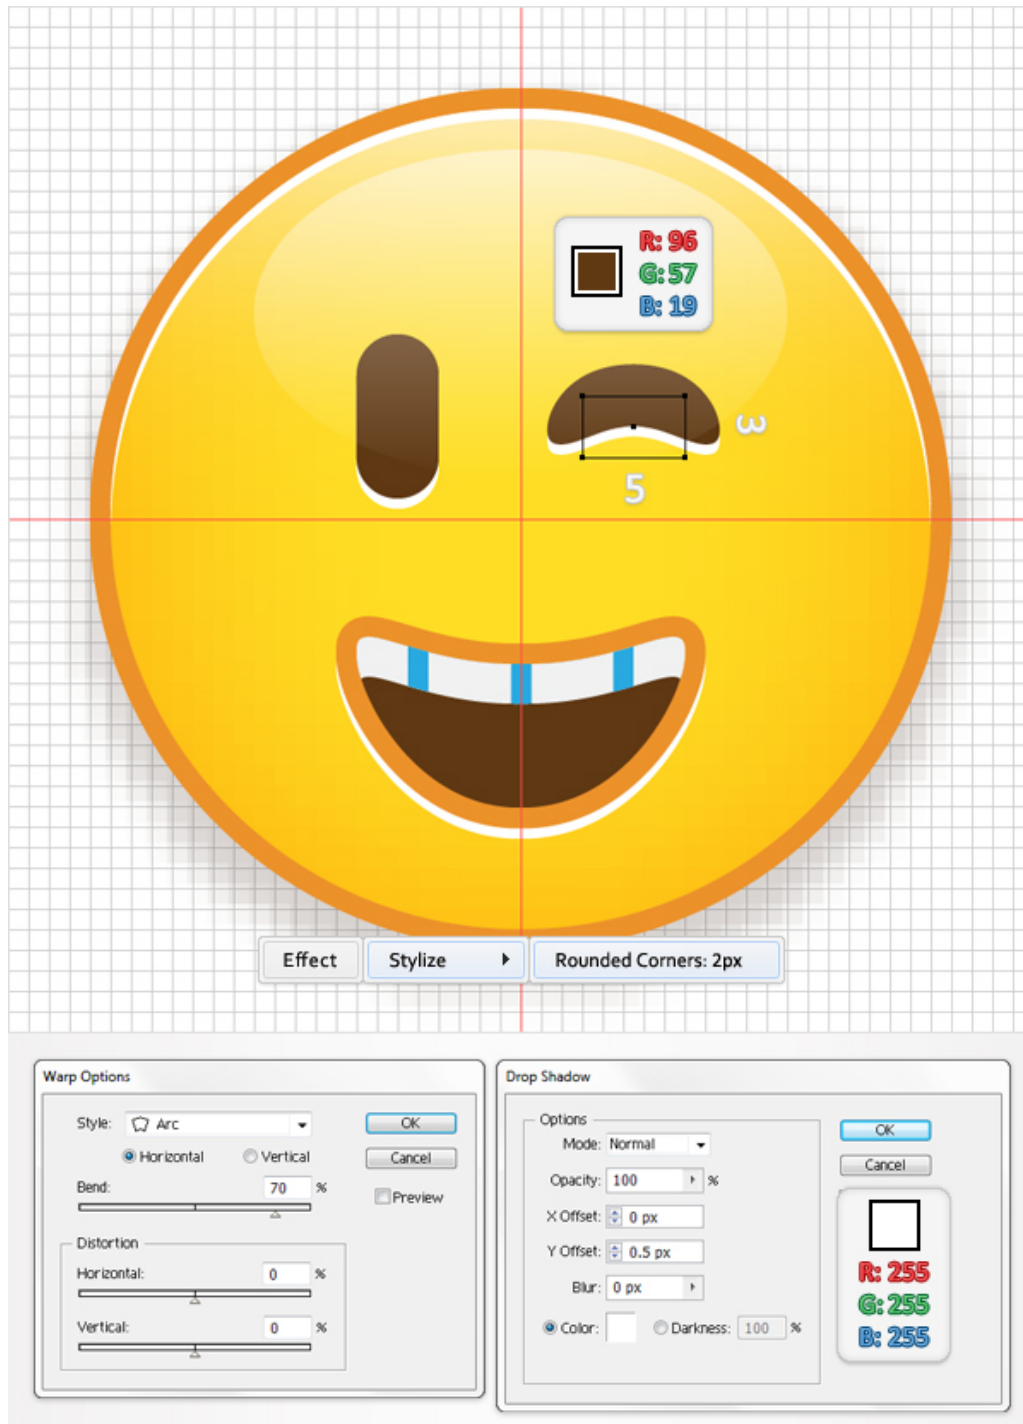 R: 96
G: 57
B: 19
3
5
Effect
Stylize
Rounded Corners: 2px
Warp Options
Style: Arc
Horizontal Vertical
Bend: 70 %
Distortion
Horizontal: 0 %
Vertical: 0 %
OK
Cancel
Preview
Drop Shadow
Options
Mode: Normal
Opacity: 100 %
X Offset: 0 px
Y Offset: 0.5 px
Blur: 0 px
Color: Darkness: 100 %
OK
Cancel
R: 255
G: 255
B: 255